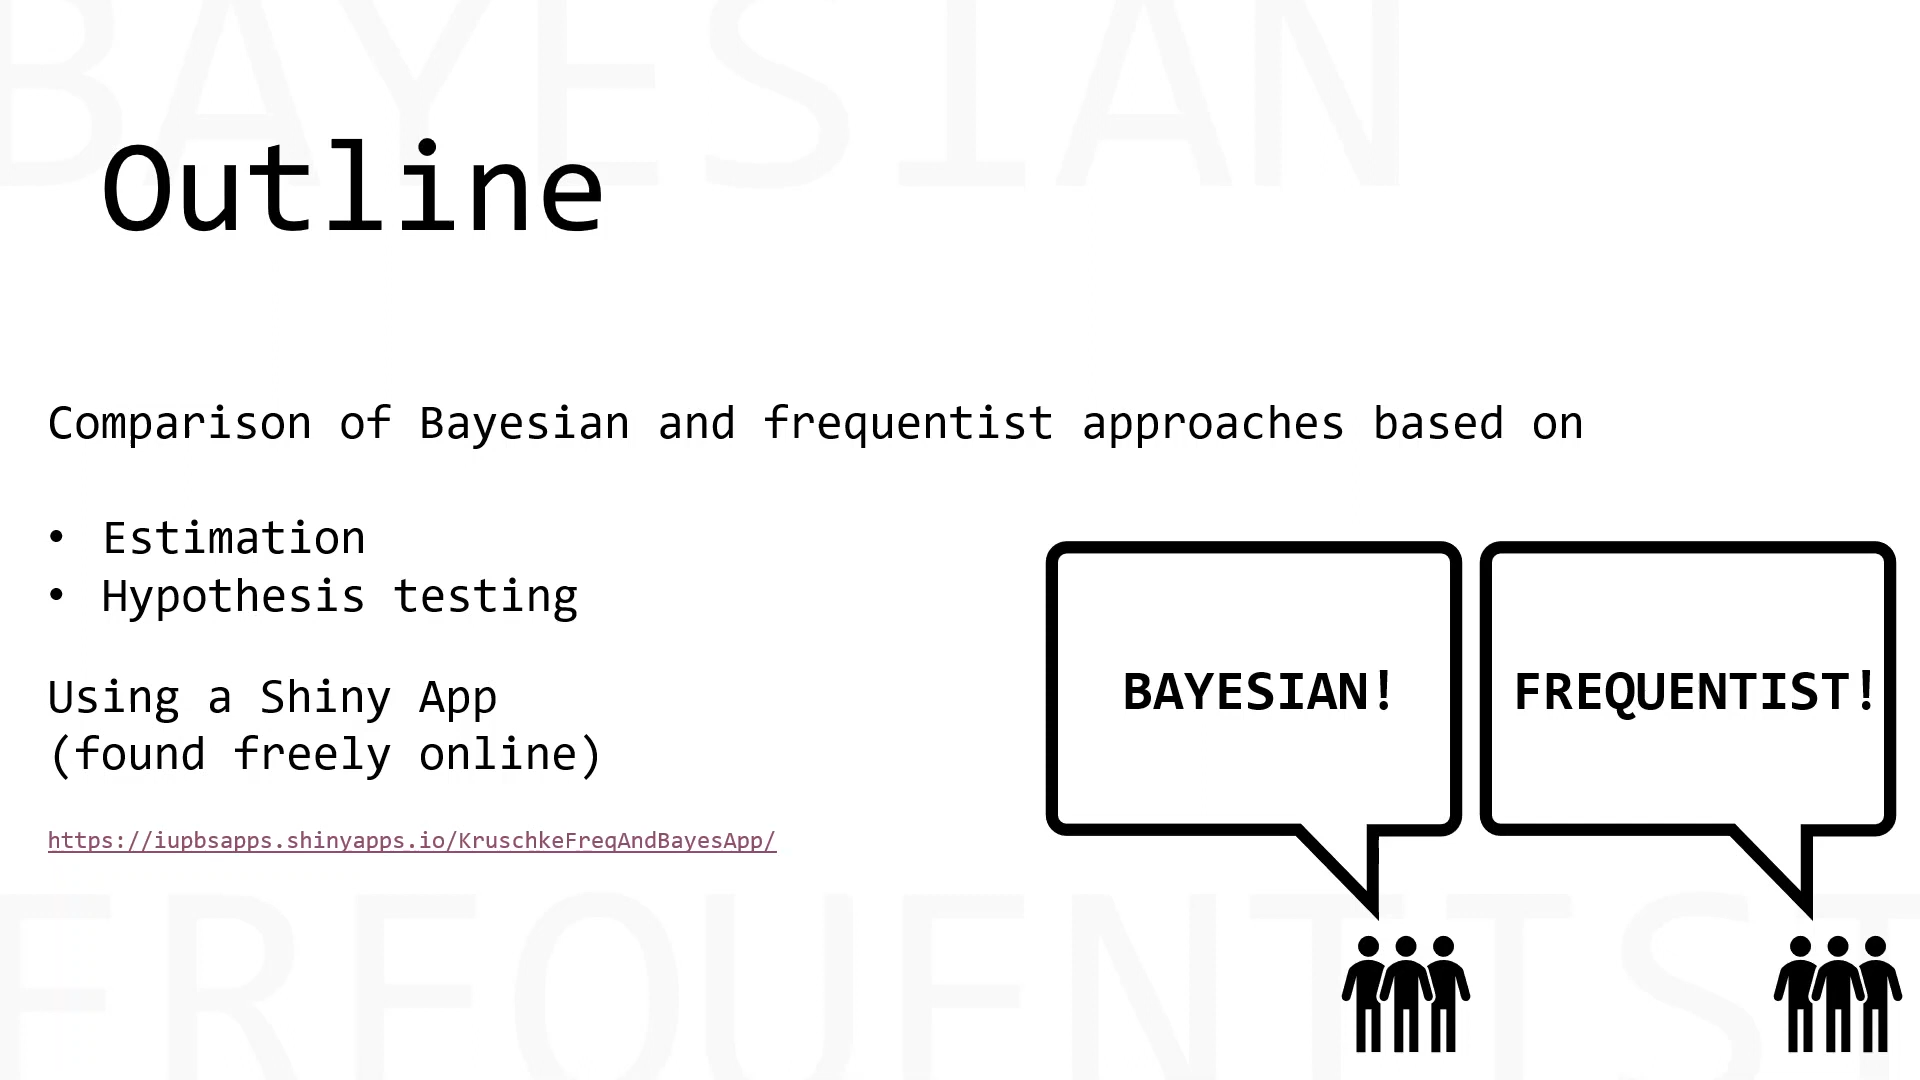 BAYESIAN
Outline
Comparison of Bayesian and frequentist approaches based on
• Estimation
• Hypothesis testing
Using a Shiny App
(found freely online)
https://iupbsapps.shinyapps.io/KruschkeFreqAndBayesApp/
BAYESIAN!
FREQUENTIST!
FREQUENTIST